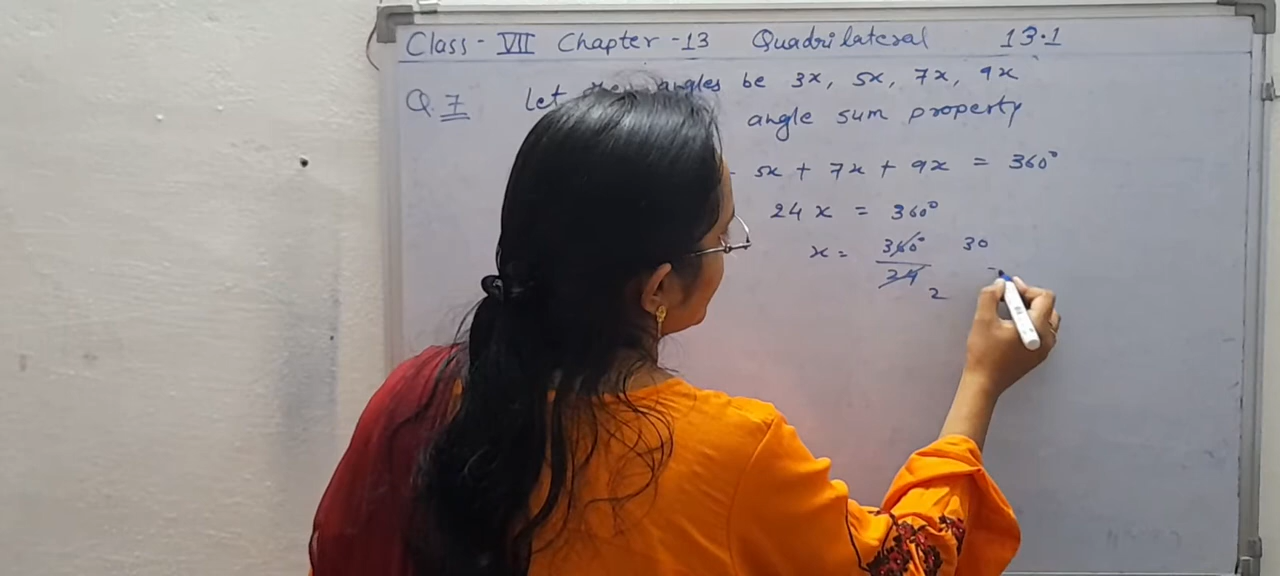 Class - VII Chapter - 13 Quadrilateral 13.1
Q. 7 Let angles be 3x, 5x, 7x, 9x
angle sum property
5x + 7x + 9x = 360°
24x = 360°
x = 360° 30
24 2